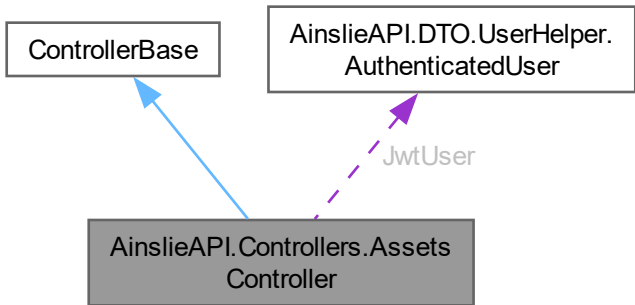 ControllerBase
AinslieAPI.DTO.UserHelper.
AuthenticatedUser
JwtUser
AinslieAPI.Controllers.Assets
Controller